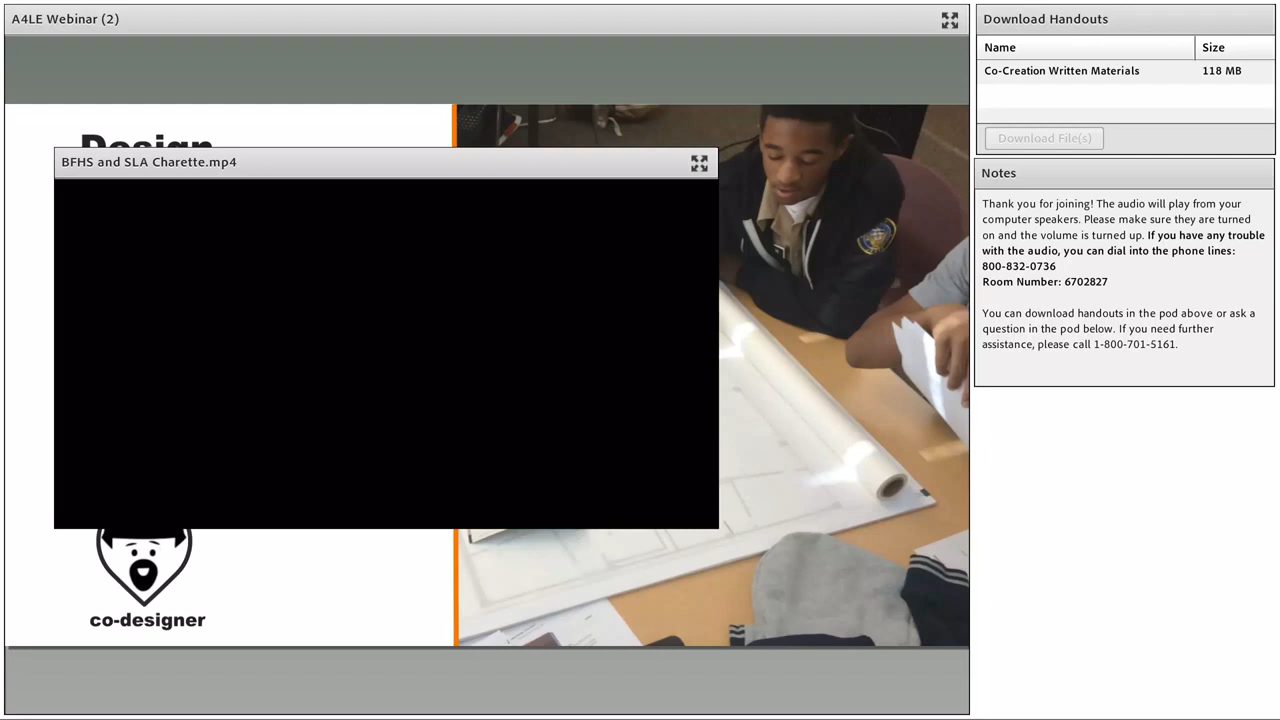 A4LE Webinar (2)
Design
BFHS and SLA Charette.mp4
co-designer
Download Handouts
Name Size
Co-Creation Written Materials 118 MB
Download File(s)
Notes
Thank you for joining! The audio will play from your
computer speakers. Please make sure they are turned
on and the volume is turned up. If you have any trouble
with the audio, you can dial into the phone lines:
800-832-0736
Room Number: 6702827
You can download handouts in the pod above or ask a
question in the pod below. If you need further
assistance, please call 1-800-701-5161.